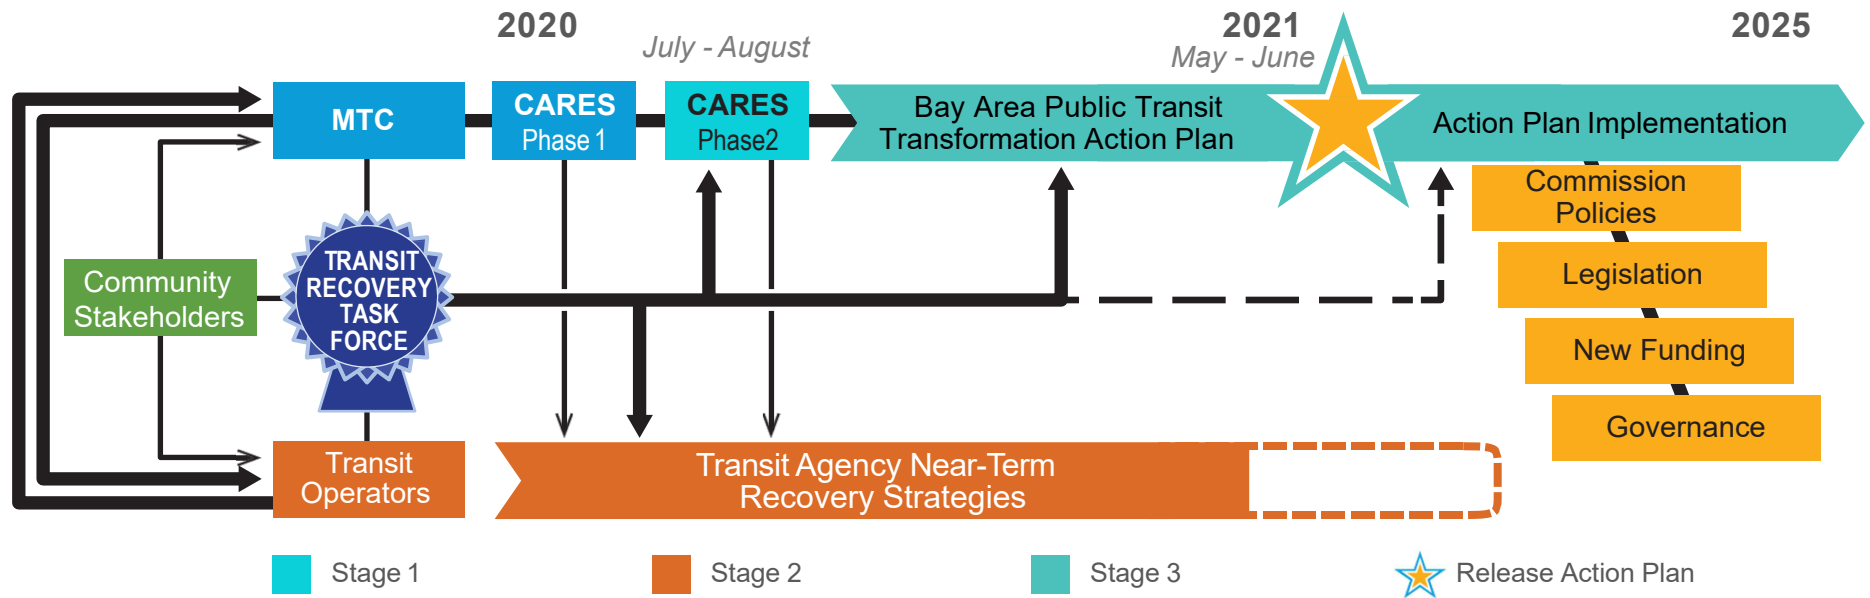 2020
July - August
2021
May - June
2025
MTC
CARES
Phase 1
CARES
Phase2
Bay Area Public Transit
Transformation Action Plan
Action Plan Implementation
Commission
Policies
Legislation
New Funding
Governance
Community
Stakeholders
TRANSIT
RECOVERY
TASK
FORCE
Transit
Operators
Transit Agency Near-Term
Recovery Strategies
Stage 1
Stage 2
Stage 3
Release Action Plan